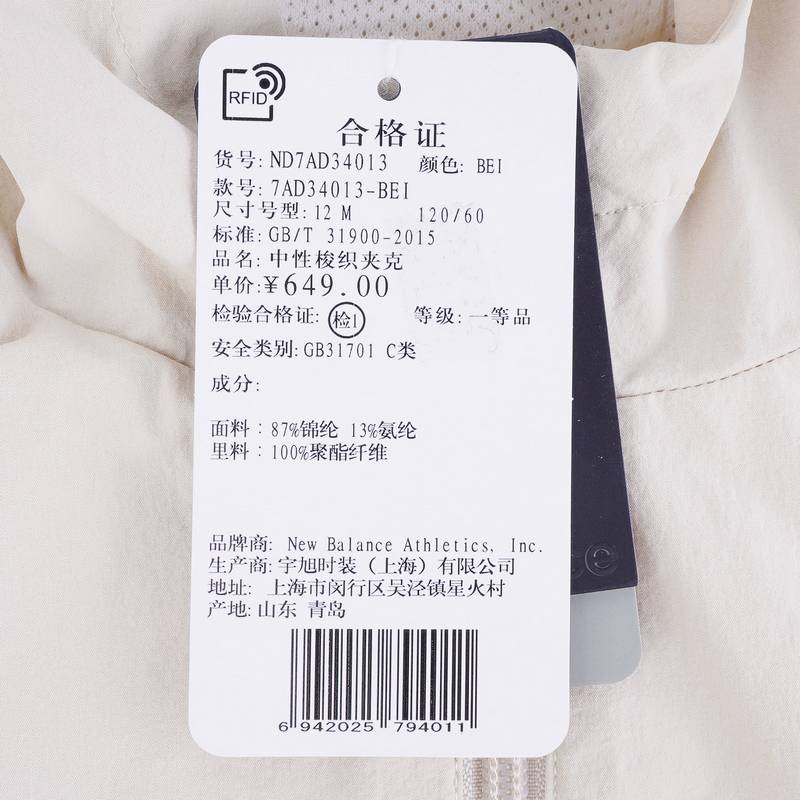 RFID
合格证
货号: ND7AD34013 颜色: BEI
款号: 7AD34013-BEI
尺寸号型: 12 M 120/60
标准: GB/T 31900-2015
品名: 中性梭织夹克
单价: ¥649.00
检验合格证: 检1 等级: 一等品
安全类别: GB31701 C类
成分:
面料: 87%锦纶 13%氨纶
里料: 100%聚酯纤维
品牌商: New Balance Athletics, Inc.
生产商: 宇旭时装（上海）有限公司
地址: 上海市闵行区吴泾镇星火村
产地: 山东 青岛
6 942025 794011